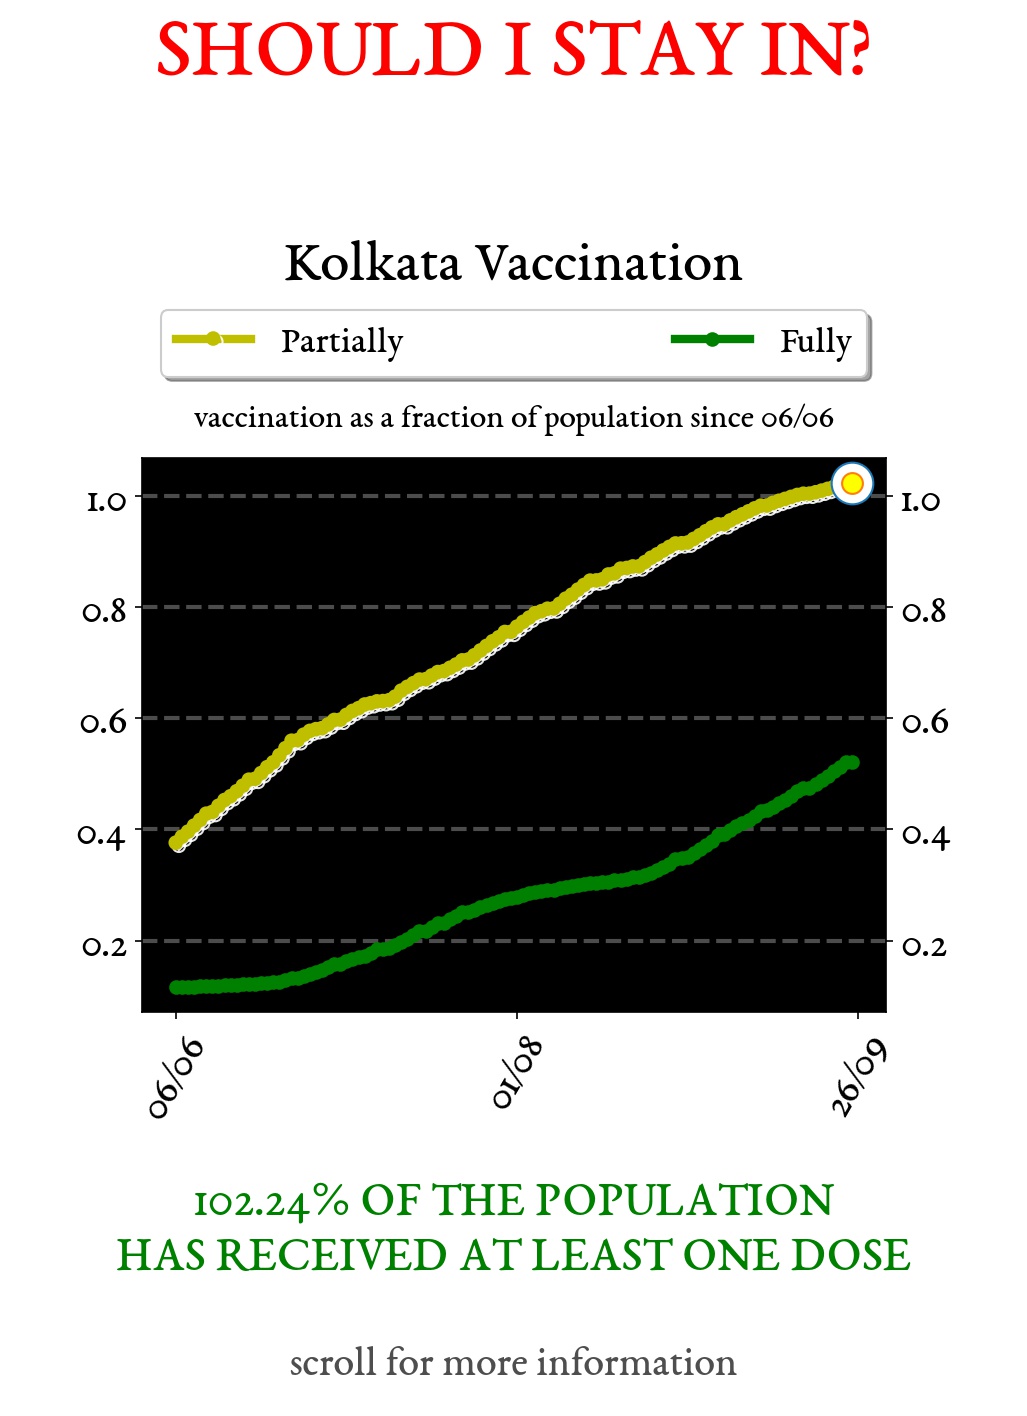 SHOULD I STAY IN?
Kolkata Vaccination
Partially Fully
vaccination as a fraction of population since 06/06
1.0 1.0
0.8 0.8
0.6 0.6
0.4 0.4
0.2 0.2
06/06 01/08 26/09
102.24% OF THE POPULATION
HAS RECEIVED AT LEAST ONE DOSE
scroll for more information